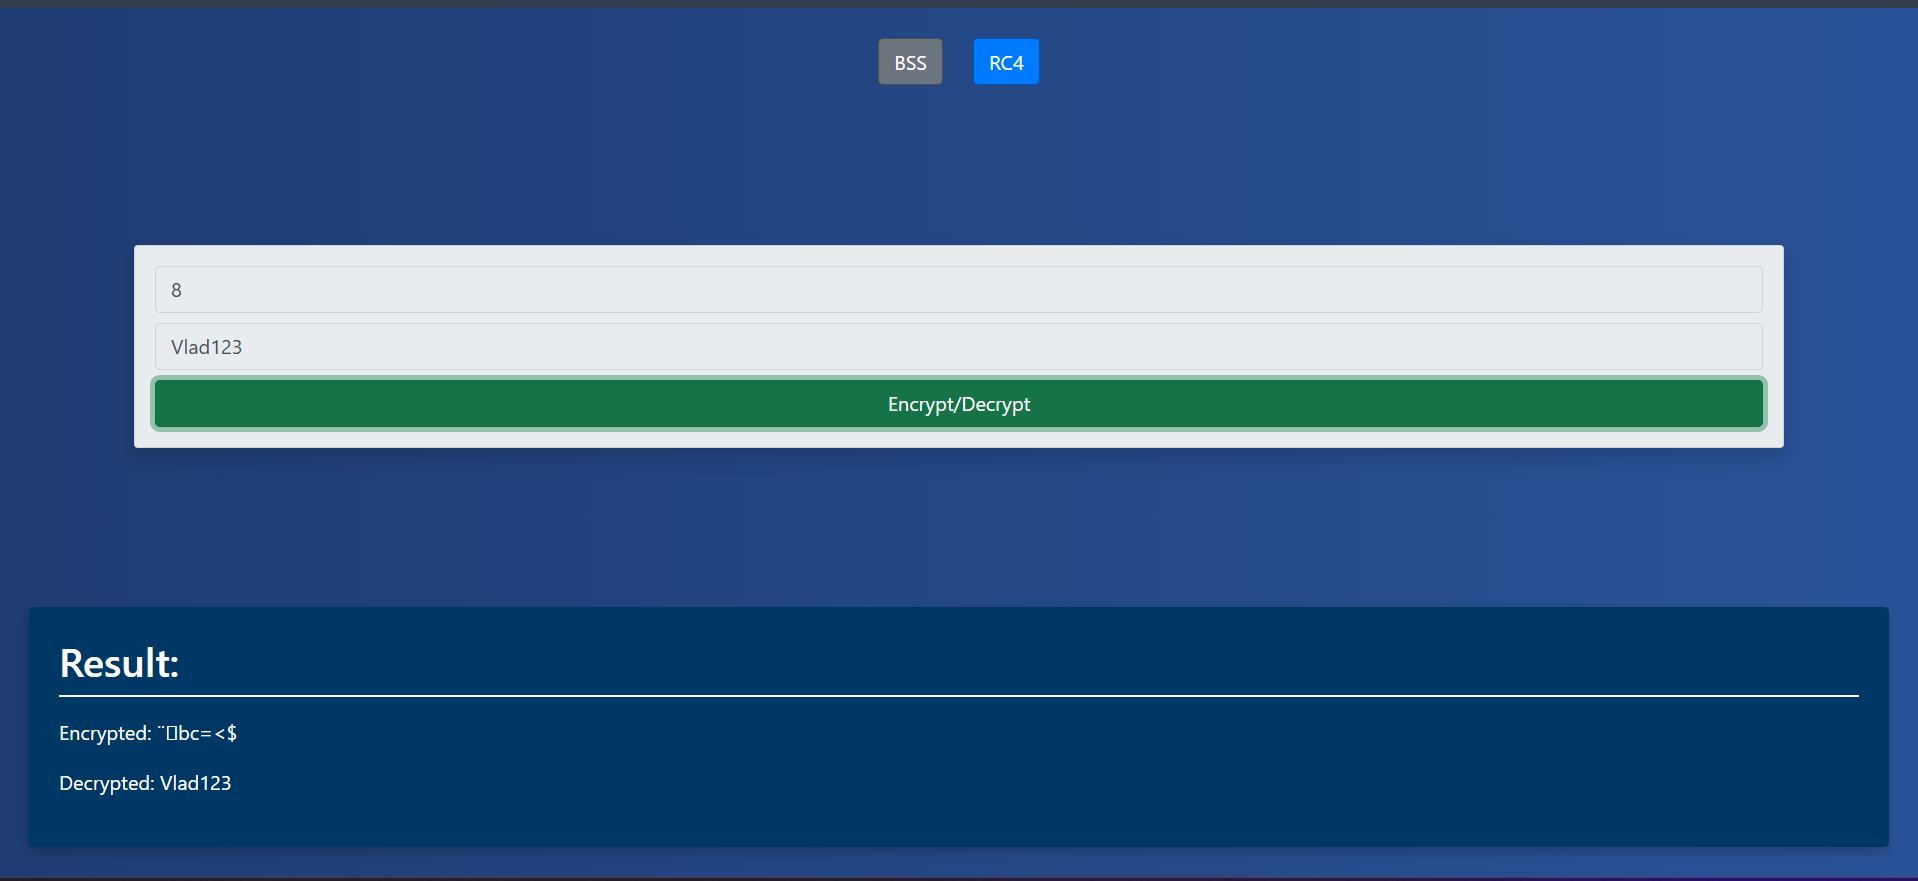 BSS RC4
8
Vlad123
Encrypt/Decrypt
Result:
Encrypted: ¨▯bc=<$
Decrypted: Vlad123